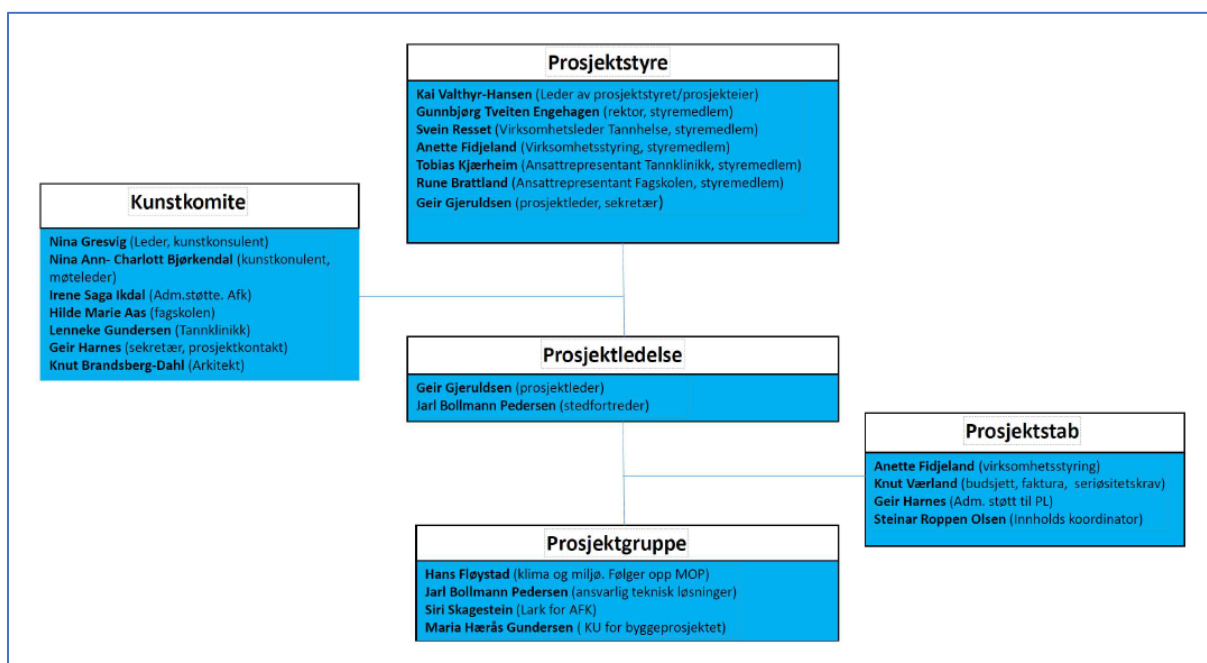 Prosjektstyre
Kai Valthyr-Hansen (Leder av prosjektstyret/prosjekteier)
Gunnbjørg Tveiten Engehagen (rektor, styremedlem)
Svein Resset (Virksomhetsleder Tannhelse, styremedlem)
Anette Fidjeland (Virksomhetsstyring, styremedlem)
Tobias Kjærheim (Ansattrepresentant Tannklinikk, styremedlem)
Rune Brattland (Ansattrepresentant Fagskolen, styremedlem)
Geir Gjeruldsen (prosjektleder, sekretær)
Kunstkomite
Nina Gresvig (Leder, kunstkonsulent)
Nina Ann- Charlott Bjørkendal (kunstkonulent,
møteleder)
Irene Saga Ikdal (Adm.støtte. Afk)
Hilde Marie Aas (fagskolen)
Lenneke Gundersen (Tannklinikk)
Geir Harnes (sekretær, prosjektkontakt)
Knut Brandsberg-Dahl (Arkitekt)
Prosjektledelse
Geir Gjeruldsen (prosjektleder)
Jarl Bollmann Pedersen (stedfortreder)
Prosjektstab
Anette Fidjeland (virksomhetsstyring)
Knut Værland (budsjett, faktura, seriøsitetskrav)
Geir Harnes (Adm. støtt til PL)
Steinar Roppen Olsen (Innholds koordinator)
Prosjektgruppe
Hans Fløystad (klima og miljø. Følger opp MOP)
Jarl Bollmann Pedersen (ansvarlig teknisk løsninger)
Siri Skagestein (Lark for AFK)
Maria Hærås Gundersen ( KU for byggeprosjektet)